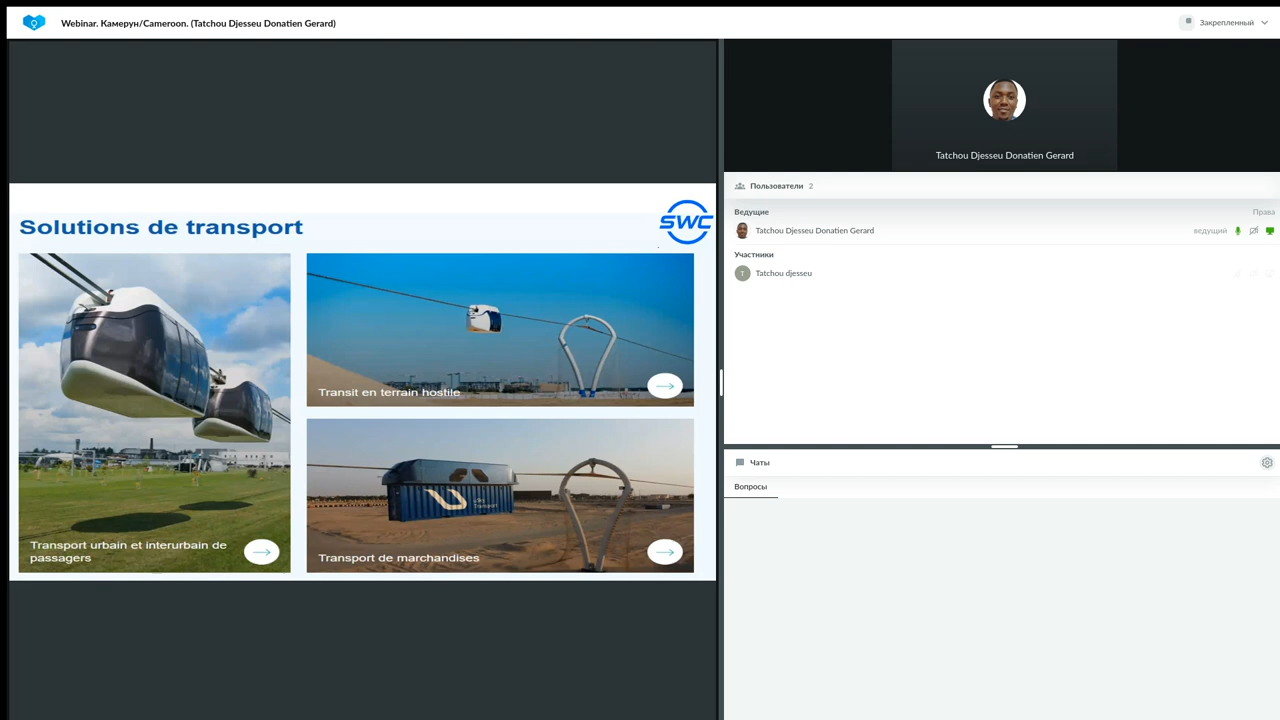 Webinar. Камерун/Cameroon. (Tatchou Djesseu Donatien Gerard)
Закрепленный
Solutions de transport
SWC
Transport urbain et interurbain de
passagers
Transit en terrain hostile
Transport de marchandises
Tatchou Djesseu Donatien Gerard
Пользователи 2
Ведущие
Права
Tatchou Djesseu Donatien Gerard
ведущий
Участники
T
Tatchou djesseu
Чаты
Вопросы